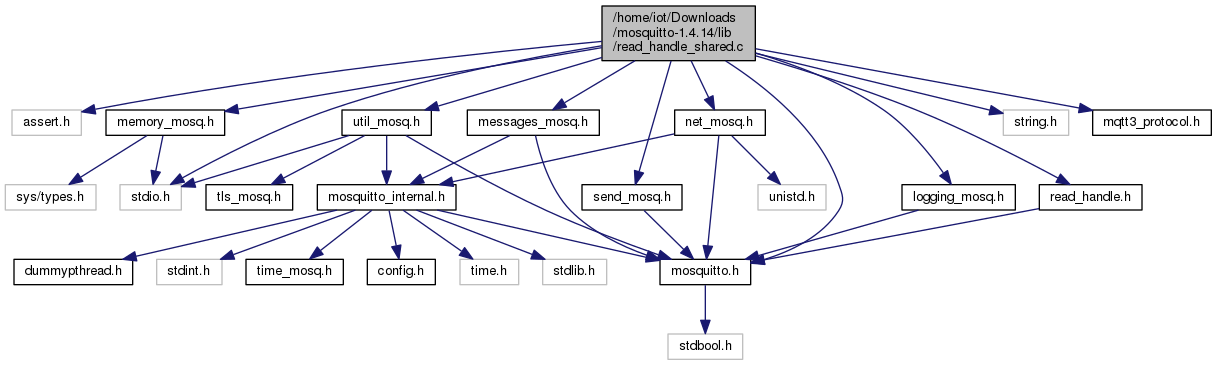 /home/iot/Downloads
/mosquitto-1.4.14/lib
/read_handle_shared.c
assert.h
memory_mosq.h
util_mosq.h
messages_mosq.h
net_mosq.h
string.h
mqtt3_protocol.h
sys/types.h
stdio.h
tls_mosq.h
mosquitto_internal.h
send_mosq.h
unistd.h
logging_mosq.h
read_handle.h
dummypthread.h
stdint.h
time_mosq.h
config.h
time.h
stdlib.h
mosquitto.h
stdbool.h